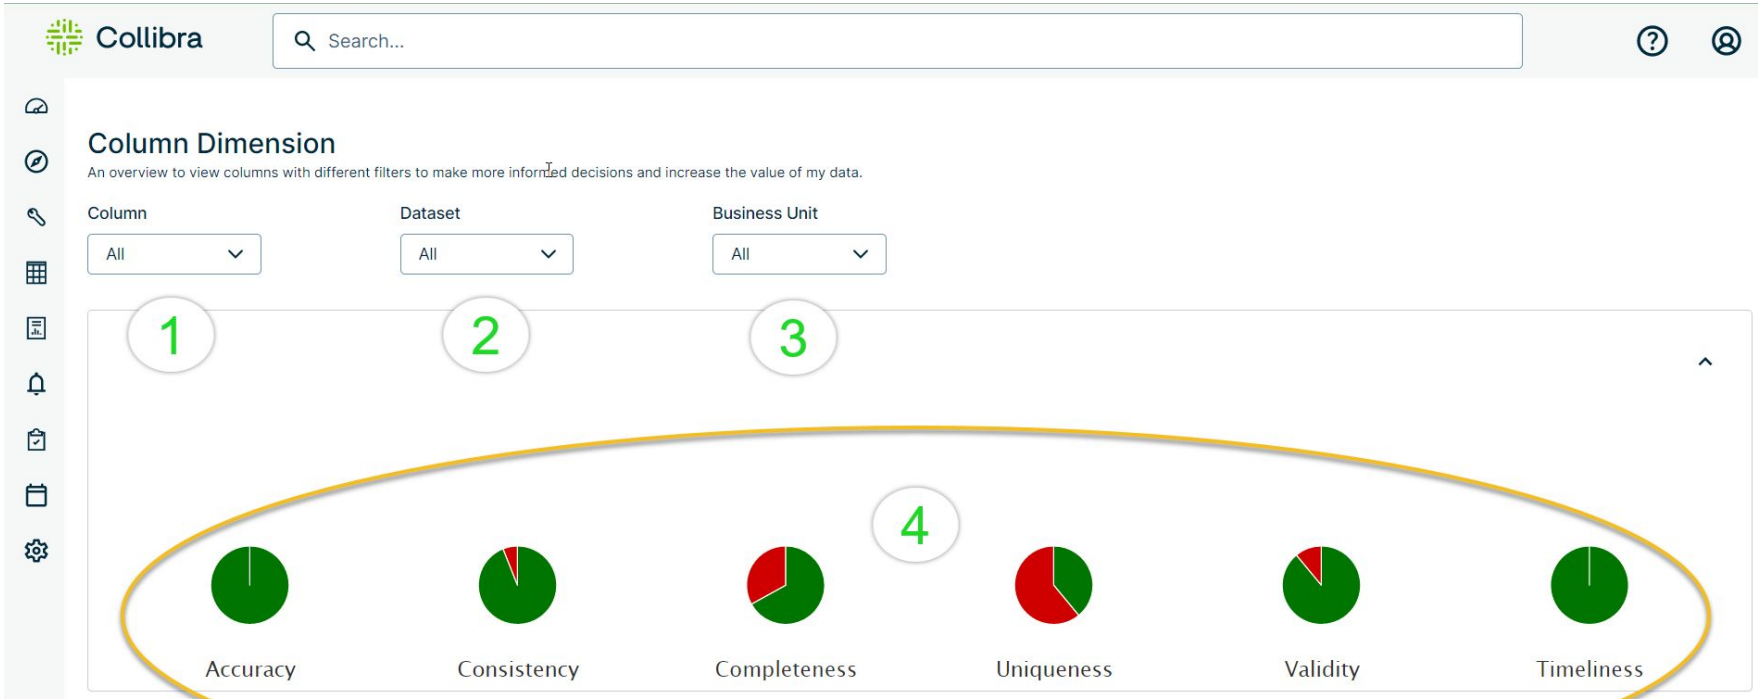 Collibra
Search...
Column Dimension
An overview to view columns with different filters to make more informed decisions and increase the value of my data.
Column Dataset Business Unit
All All All
1 2 3
4
Accuracy Consistency Completeness Uniqueness Validity Timeliness